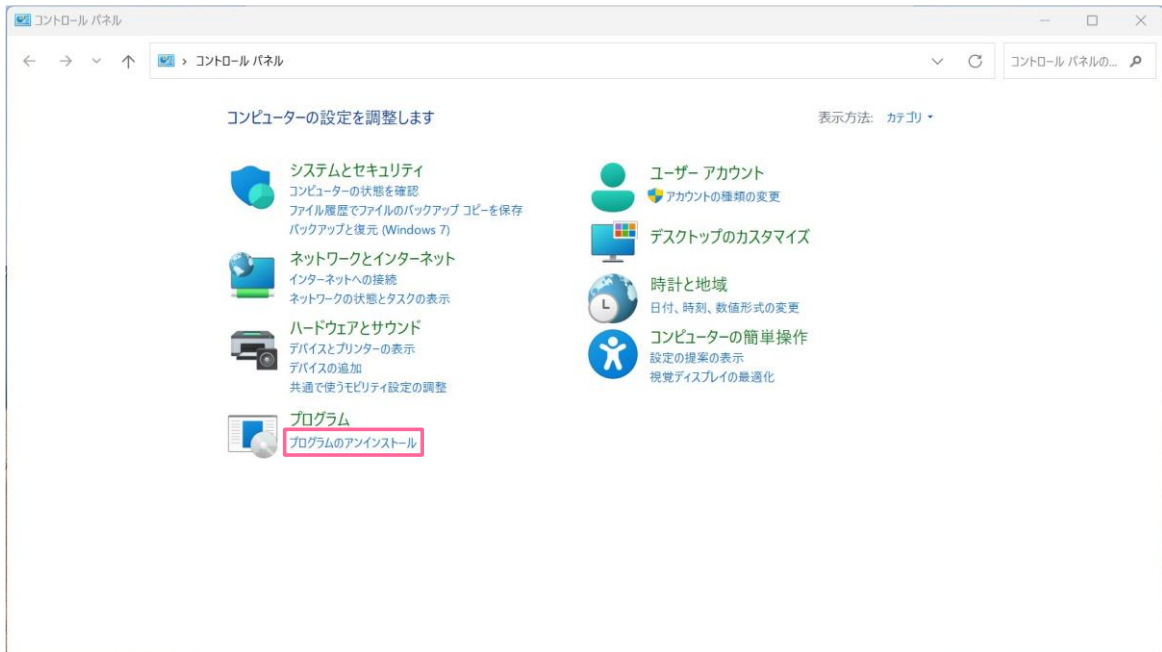 コントロール パネル
コントロール パネル
コントロール パネルの...
コンピューターの設定を調整します
表示方法: カテゴリ
システムとセキュリティ
コンピューターの状態を確認
ファイル履歴でファイルのバックアップ コピーを保存
バックアップと復元 (Windows 7)
ネットワークとインターネット
インターネットへの接続
ネットワークの状態とタスクの表示
ハードウェアとサウンド
デバイスとプリンターの表示
デバイスの追加
共通で使うモビリティ設定の調整
プログラム
プログラムのアンインストール
ユーザー アカウント
アカウントの種類の変更
デスクトップのカスタマイズ
時計と地域
日付、時刻、数値形式の変更
コンピューターの簡単操作
設定の提案の表示
視覚ディスプレイの最適化